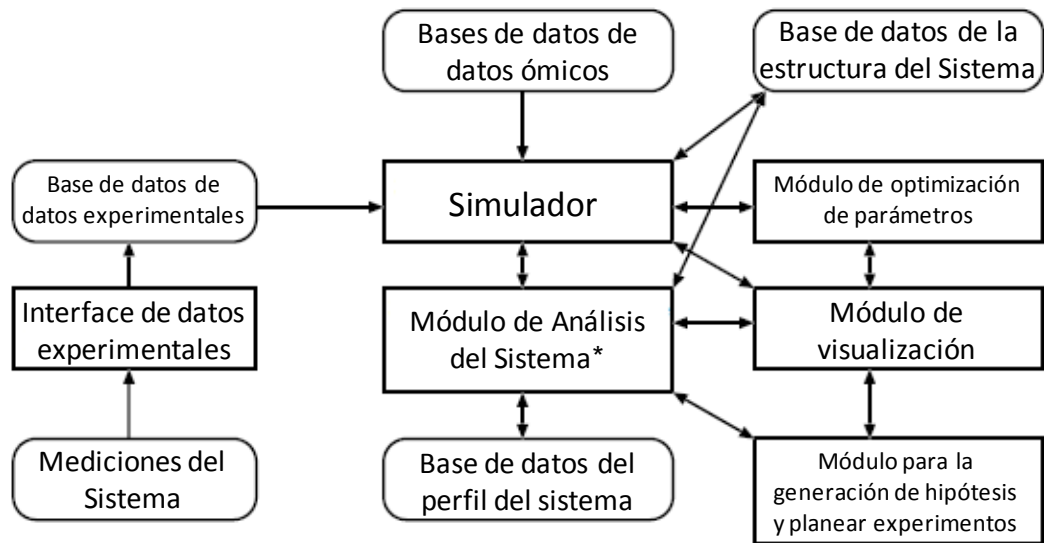 Bases de datos de
datos ómicos
Base de datos de la
estructura del Sistema
Base de datos de
datos experimentales
Simulador
Módulo de optimización
de parámetros
Interface de datos
experimentales
Módulo de Análisis
del Sistema*
Módulo de
visualización
Mediciones del
Sistema
Base de datos del
perfil del sistema
Módulo para la
generación de hipótesis
y planear experimentos